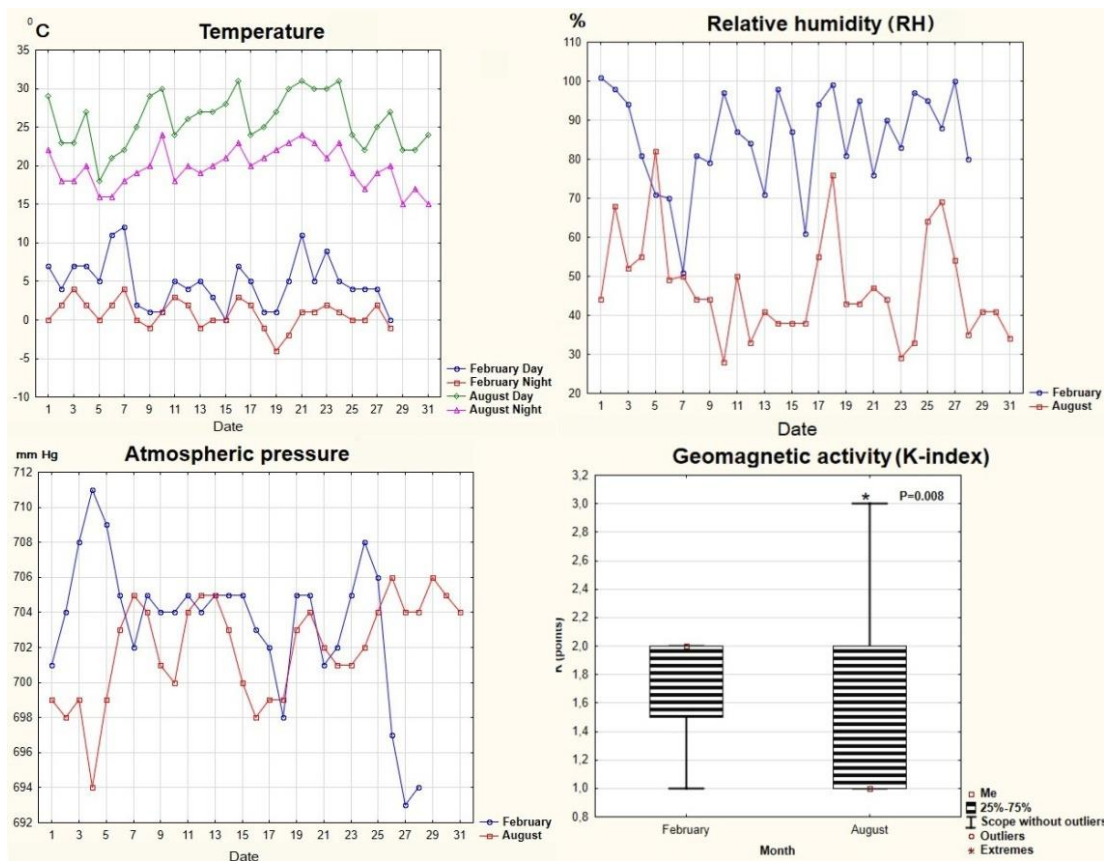 Temperature
0
C
35
30
25
20
15
10
5
0
-5
-10
1 3 5 7 9 11 13 15 17 19 21 23 25 27 29 31
Date
February Day
February Night
August Day
August Night
Relative humidity (RH)
%
110
100
90
80
70
60
50
40
30
20
1 3 5 7 9 11 13 15 17 19 21 23 25 27 29 31
Date
February
August
Atmospheric pressure
mm Hg
712
710
708
706
704
702
700
698
696
694
692
1 3 5 7 9 11 13 15 17 19 21 23 25 27 29 31
Date
February
August
Geomagnetic activity (K-index)
3,2
3,0
2,8
2,6
2,4
2,2
2,0
1,8
1,6
1,4
1,2
1,0
0,8
K (points)
* P=0.008
February August
Month
Me
25%-75%
Scope without outliers
Outliers
Extremes